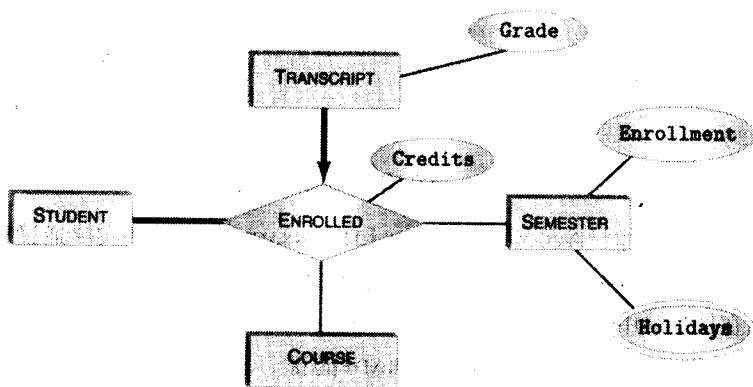 Grade
TRANSCRIPT
Enrollment
Credits
STUDENT
ENROLLED
SEMESTER
Holidays
COURSE